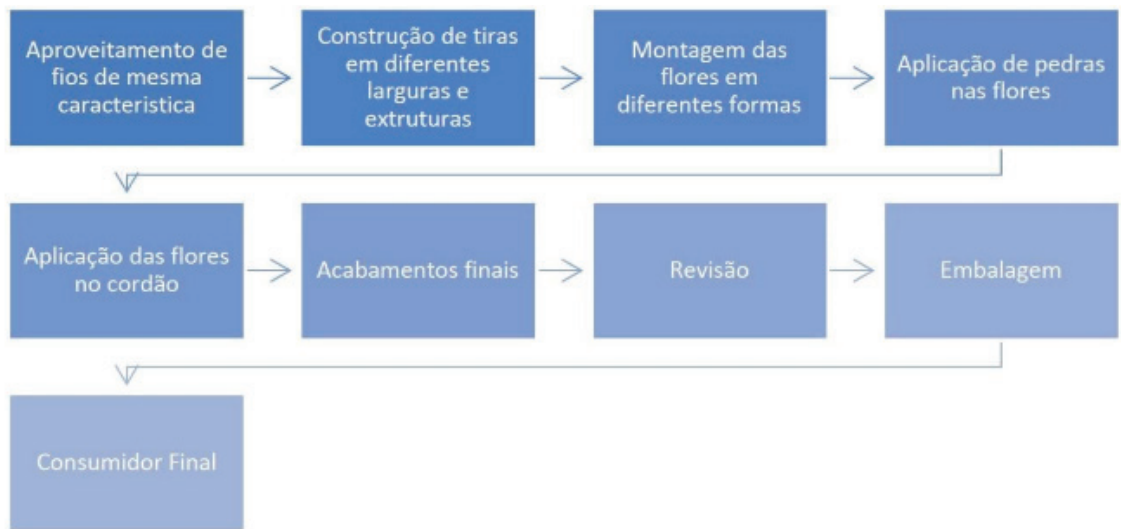 Aproveitamento de
fios de mesma
caracteristica
Construção de tiras
em diferentes
larguras e
extruturas
Montagem das
flores em
diferentes formas
Aplicação de pedras
nas flores
Aplicação das flores
no cordão
Acabamentos finais
Revisão
Embalagem
Consumidor Final